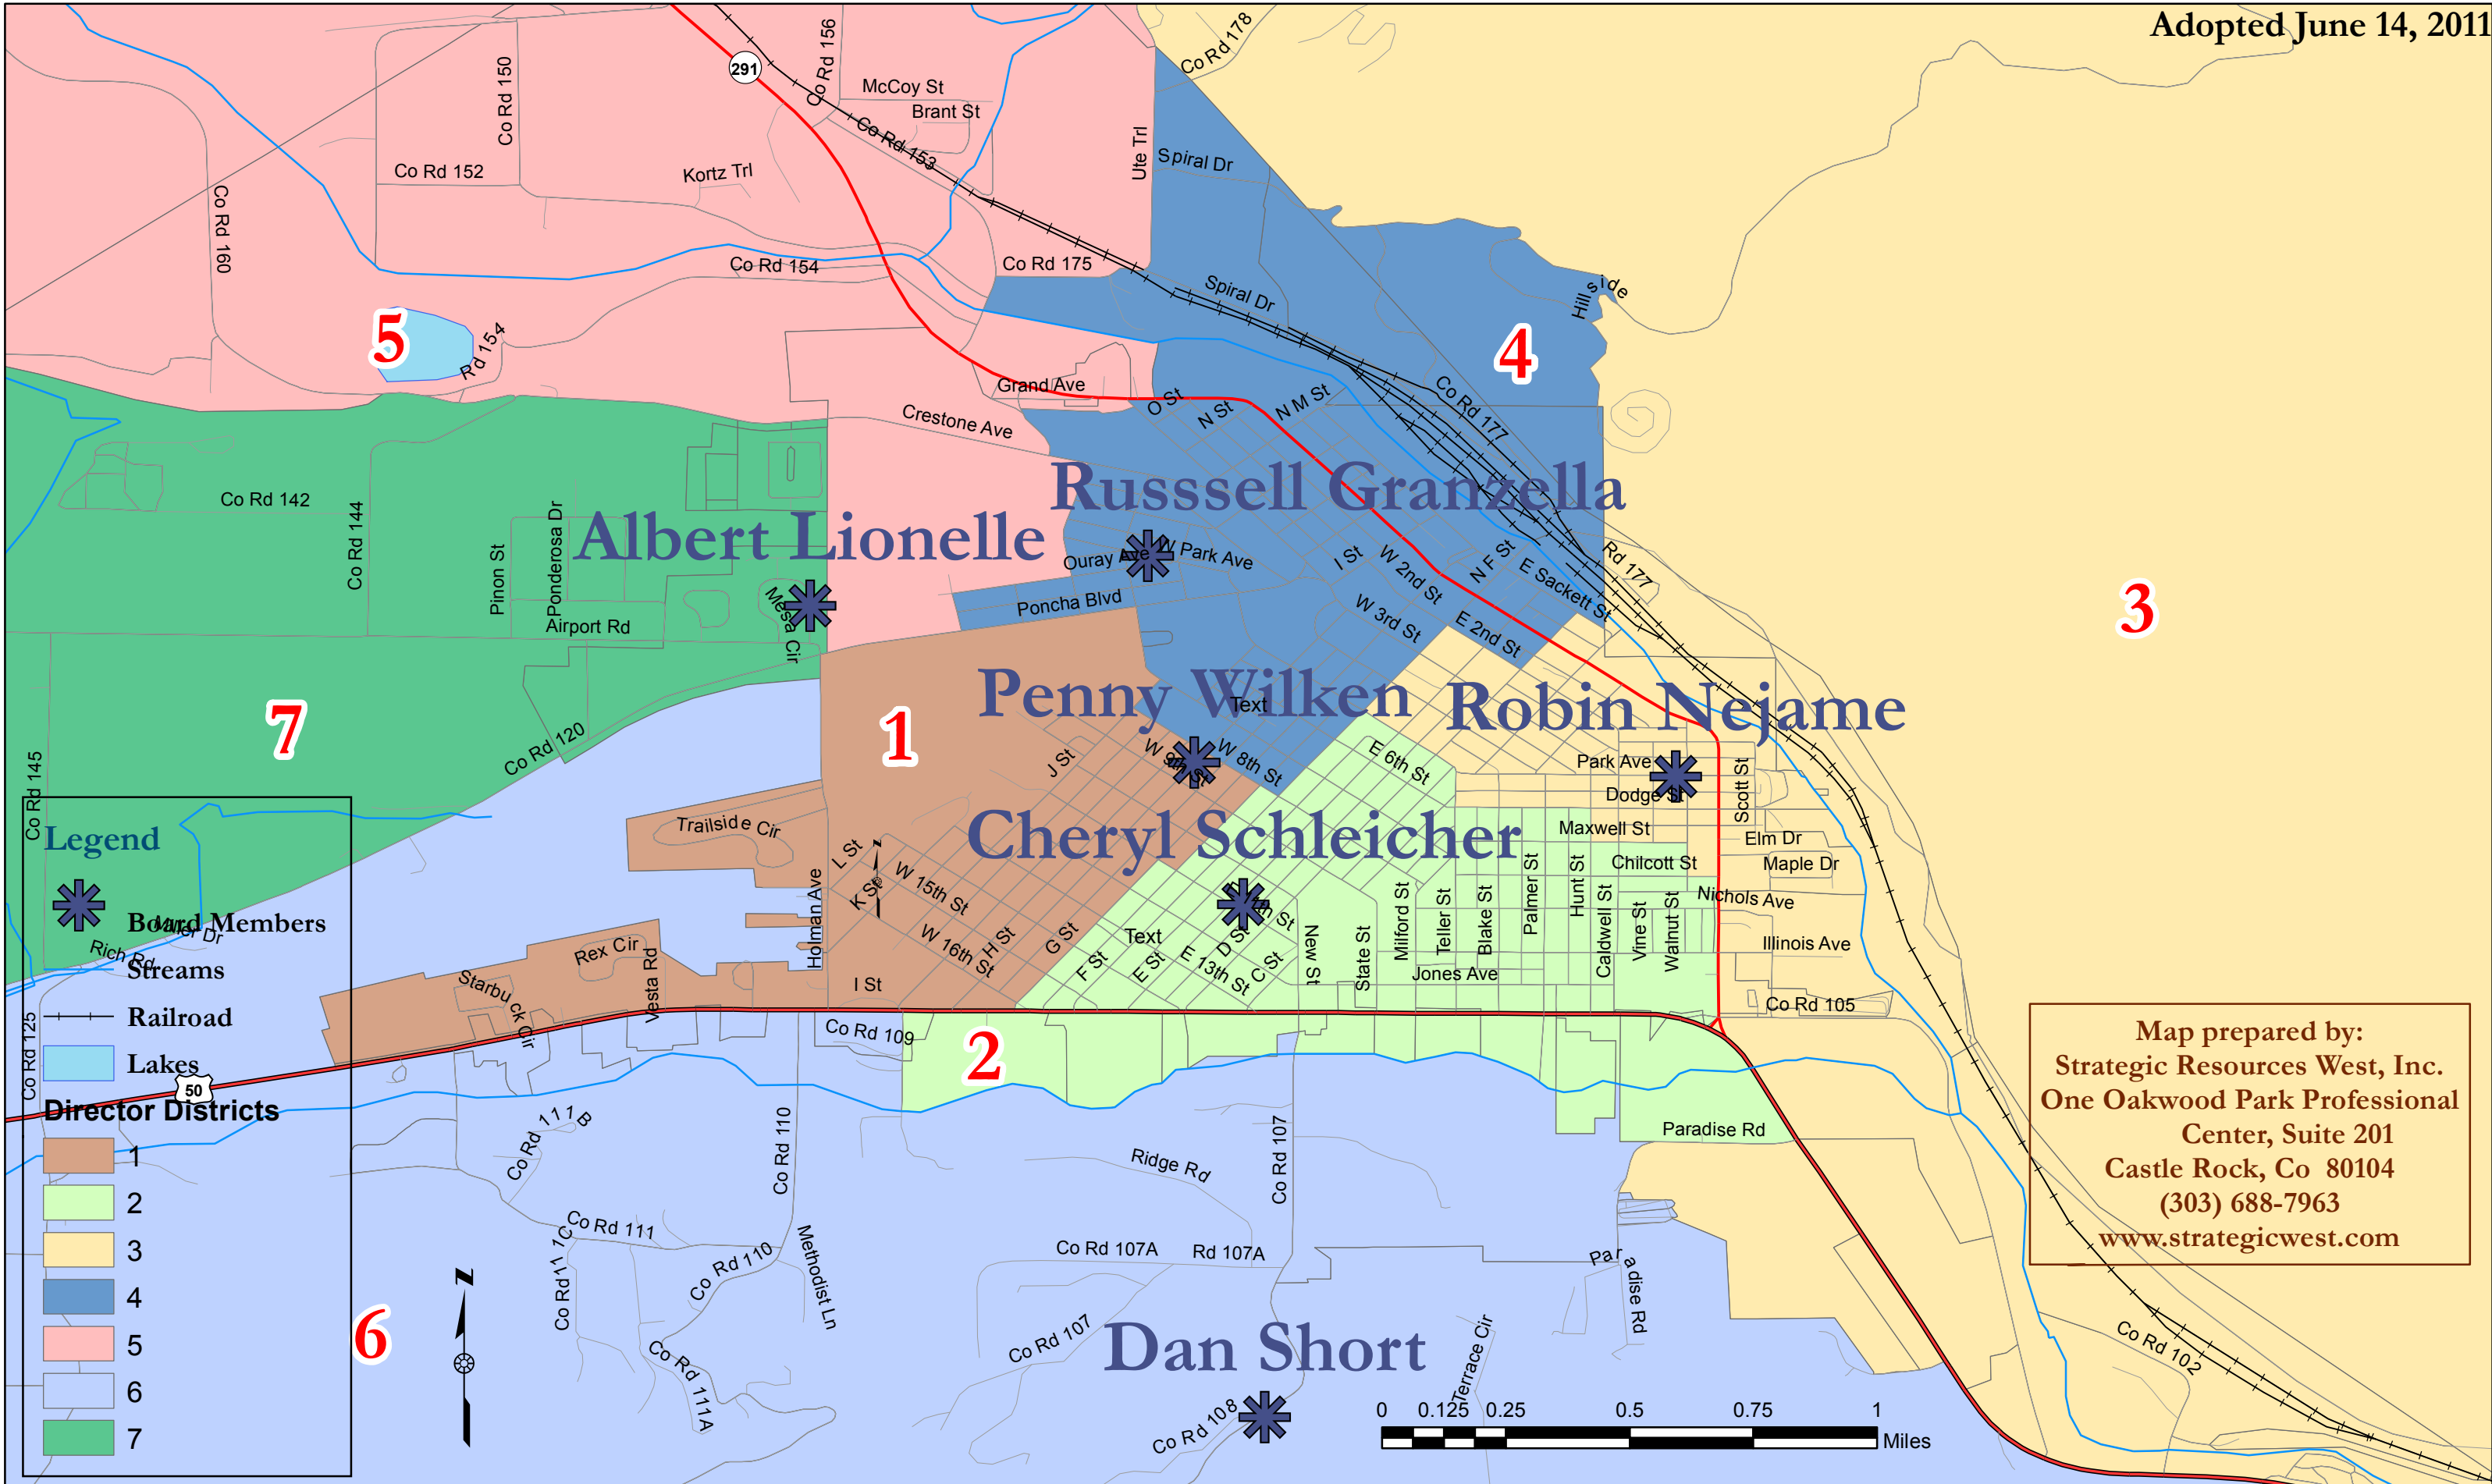 Adopted June 14, 2011
Co Rd 178
Co Rd 156
291
Co Rd 150
McCoy St
Brant St
Co Rd 153
Ute Trl
Spiral Dr
Co Rd 152
Kortz Trl
Co Rd 160
Co Rd 154
Co Rd 175
Spiral Dr
Hillside
5
Rd 154
4
Grand Ave
O St
N St
N M St
Co Rd 177
Crestone Ave
Russsell Granzella
Co Rd 142
Co Rd 144
Pinon St
Ponderosa Dr
Albert Lionelle
Ouray Ave
W Park Ave
I St
W 2nd St
N F St
E Sackett St
Rd 177
3
Mesa Cir
Poncha Blvd
W 3rd St
E 2nd St
Airport Rd
Penny Wilken
Text
Robin Nejame
7
1
Co Rd 120
Co Rd 145
J St
W 9th St
W 8th St
E 6th St
Park Ave
Dodge St
Scott St
Trailside Cir
Cheryl Schleicher
Maxwell St
Elm Dr
Chilcott St
Maple Dr
L St
K St
N
W 15th St
Holman Ave
Nichols Ave
Milford St
Teller St
Blake St
Palmer St
Hunt St
Caldwell St
Vine St
Walnut St
W 16th St
H St
G St
Text
F St
E St
D St
E 13th St
C St
New St
State St
Jones Ave
Illinois Ave
Rex Cir
Vesta Rd
Starbuck Cir
I St
Co Rd 105
Co Rd 109
2
Legend
Board Members
Miller Dr
Rich Rd
Streams
Railroad
Lakes
Co Rd 125
50
Director Districts
1
2
3
4
5
6
7
6
N
Co Rd 111B
Co Rd 110
Co Rd 107
Ridge Rd
Paradise Rd
Co Rd 111
Co Rd 111C
Co Rd 110
Methodist Ln
Co Rd 107A
Rd 107A
Paradise Rd
Co Rd 107
Co Rd 111A
Terrace Cir
Dan Short
Co Rd 108
Co Rd 102
0 0.125 0.25 0.5 0.75 1
Miles
Map prepared by:
Strategic Resources West, Inc.
One Oakwood Park Professional
Center, Suite 201
Castle Rock, Co 80104
(303) 688-7963
www.strategicwest.com